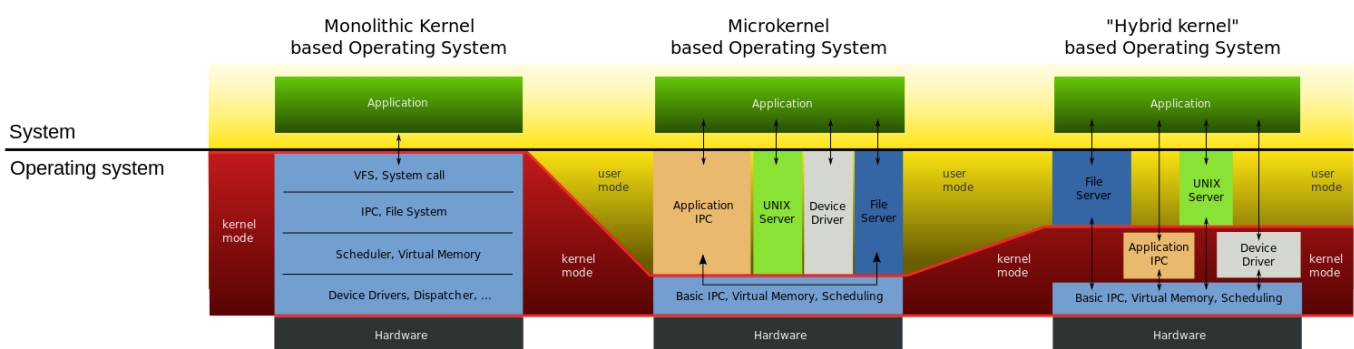 Monolithic Kernel
based Operating System
Microkernel
based Operating System
"Hybrid kernel"
based Operating System
Application
Application
Application
System
Operating system
VFS, System call
IPC, File System
Scheduler, Virtual Memory
Device Drivers, Dispatcher, ...
kernel
mode
user
mode
kernel
mode
Application
IPC
UNIX
Server
Device
Driver
File
Server
Basic IPC, Virtual Memory, Scheduling
user
mode
kernel
mode
File
Server
UNIX
Server
user
mode
Application
IPC
Device
Driver
kernel
mode
Basic IPC, Virtual Memory, Scheduling
Hardware
Hardware
Hardware